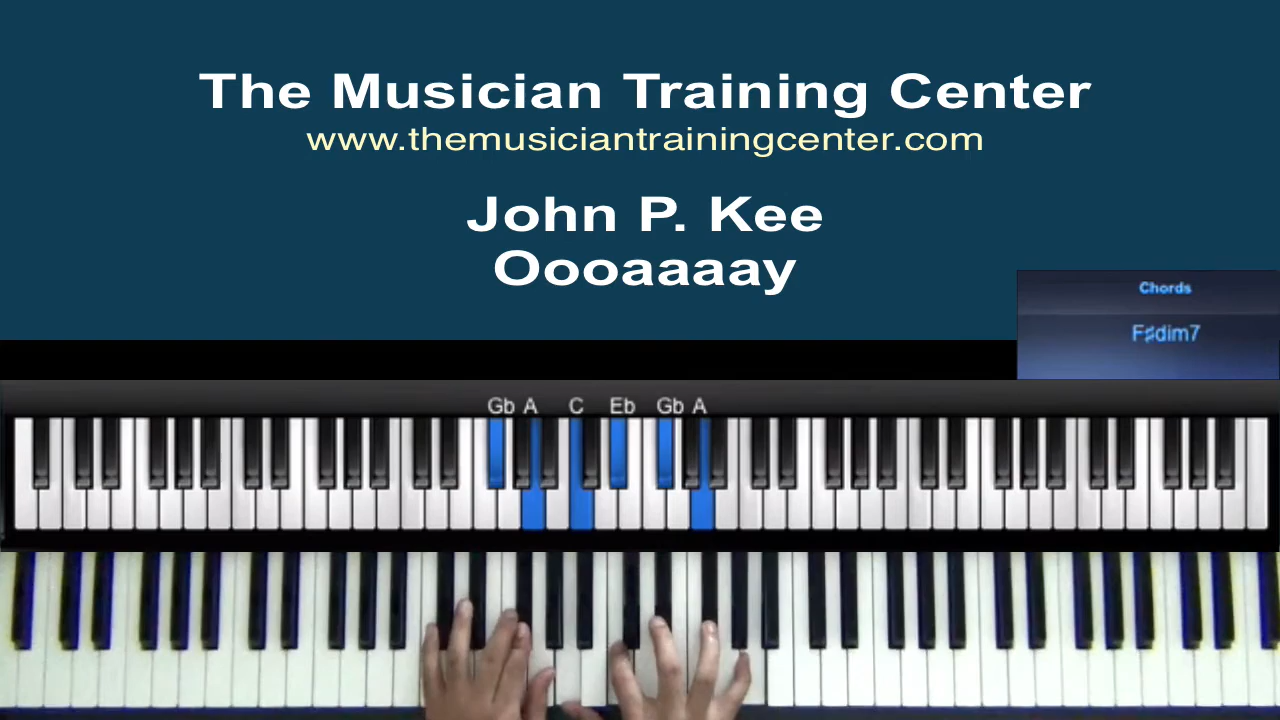 The Musician Training Center
www.themusiciantrainingcenter.com
John P. Kee
Oooaaaay
Chords
F♯dim7
Gb A C Eb Gb A